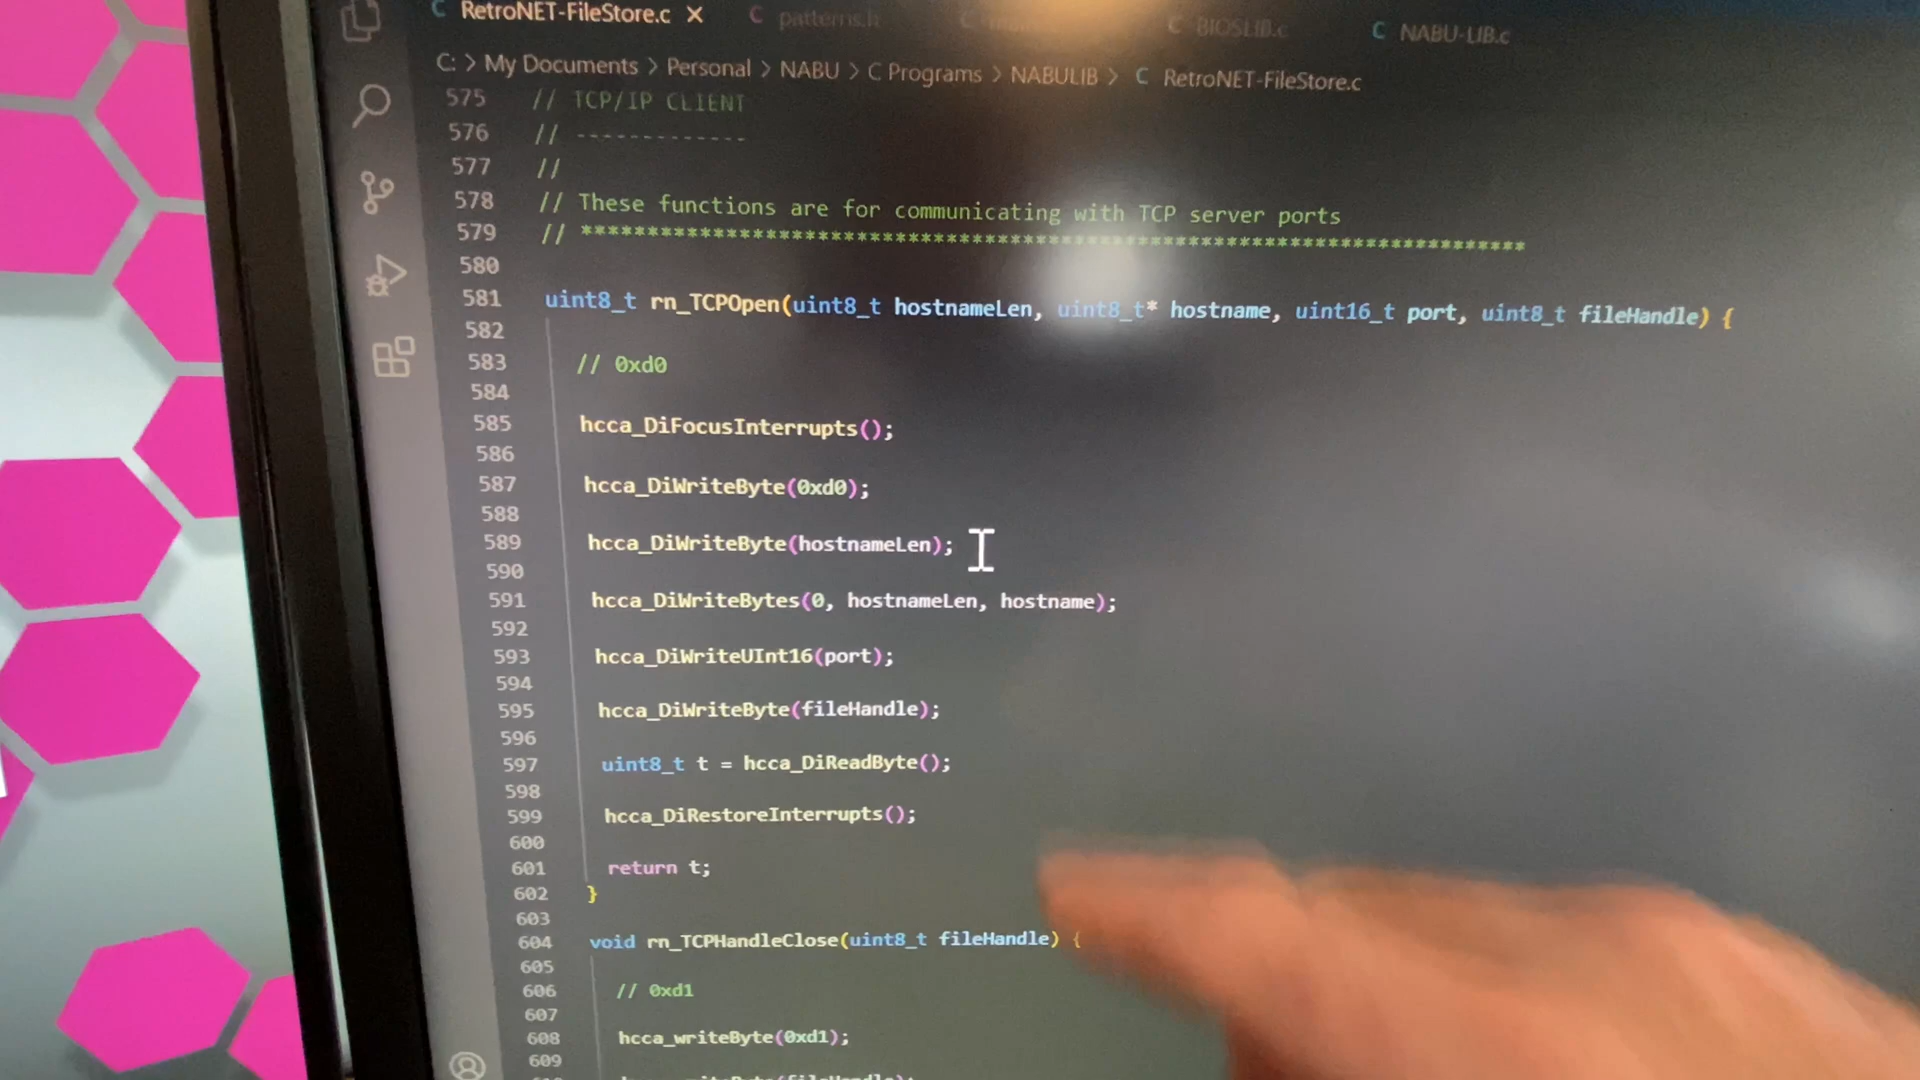 RetroNET-FileStore.c
patterns.h
BIOSLIB.c
NABU-LIB.c
C: > My Documents > Personal > NABU > C Programs > NABULIB > C RetroNET-FileStore.c
575 // TCP/IP CLIENT
576 // -------------
577 //
578 // These functions are for communicating with TCP server ports
579 // ***********************************************************************
580
581 uint8_t rn_TCPOpen(uint8_t hostnameLen, uint8_t* hostname, uint16_t port, uint8_t fileHandle) {
582
583 // 0xd0
584
585 hcca_DiFocusInterrupts();
586
587 hcca_DiWriteByte(0xd0);
588
589 hcca_DiWriteByte(hostnameLen);
590
591 hcca_DiWriteBytes(0, hostnameLen, hostname);
592
593 hcca_DiWriteUInt16(port);
594
595 hcca_DiWriteByte(fileHandle);
596
597 uint8_t t = hcca_DiReadByte();
598
599 hcca_DiRestoreInterrupts();
600
601 return t;
602 }
603
604 void rn_TCPHandleClose(uint8_t fileHandle) {
605
606 // 0xd1
607
608 hcca_writeByte(0xd1);
609